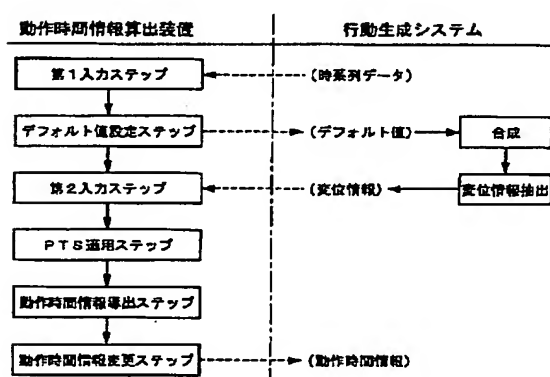 動作時間情報算出装置
行動生成システム
第1入力ステップ
(時系列データ)
デフォルト値設定ステップ
(デフォルト値)
合成
第2入力ステップ
(変位情報)
変位情報抽出
PTS適用ステップ
動作時間情報導出ステップ
動作時間情報変更ステップ
(動作時間情報)